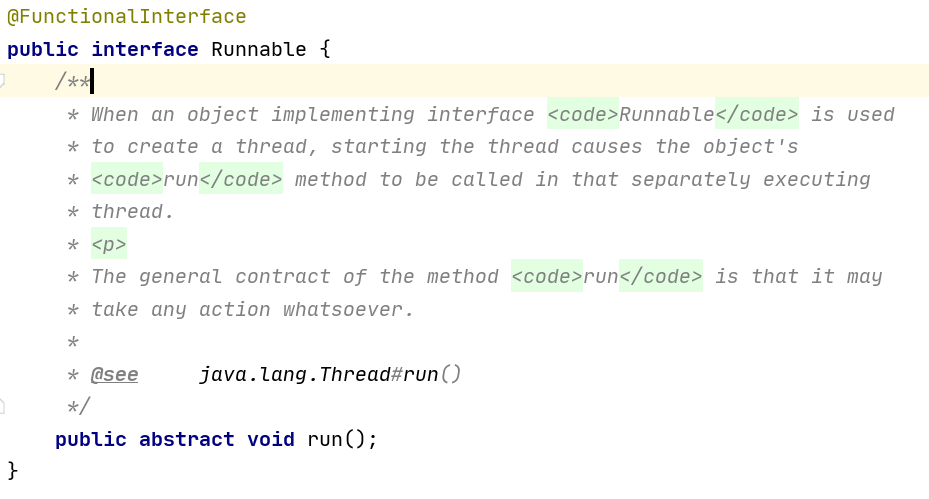 @FunctionalInterface
public interface Runnable {
    /**
     * When an object implementing interface <code>Runnable</code> is used
     * to create a thread, starting the thread causes the object's
     * <code>run</code> method to be called in that separately executing
     * thread.
     * <p>
     * The general contract of the method <code>run</code> is that it may
     * take any action whatsoever.
     *
     * @see     java.lang.Thread#run()
     */
    public abstract void run();
}